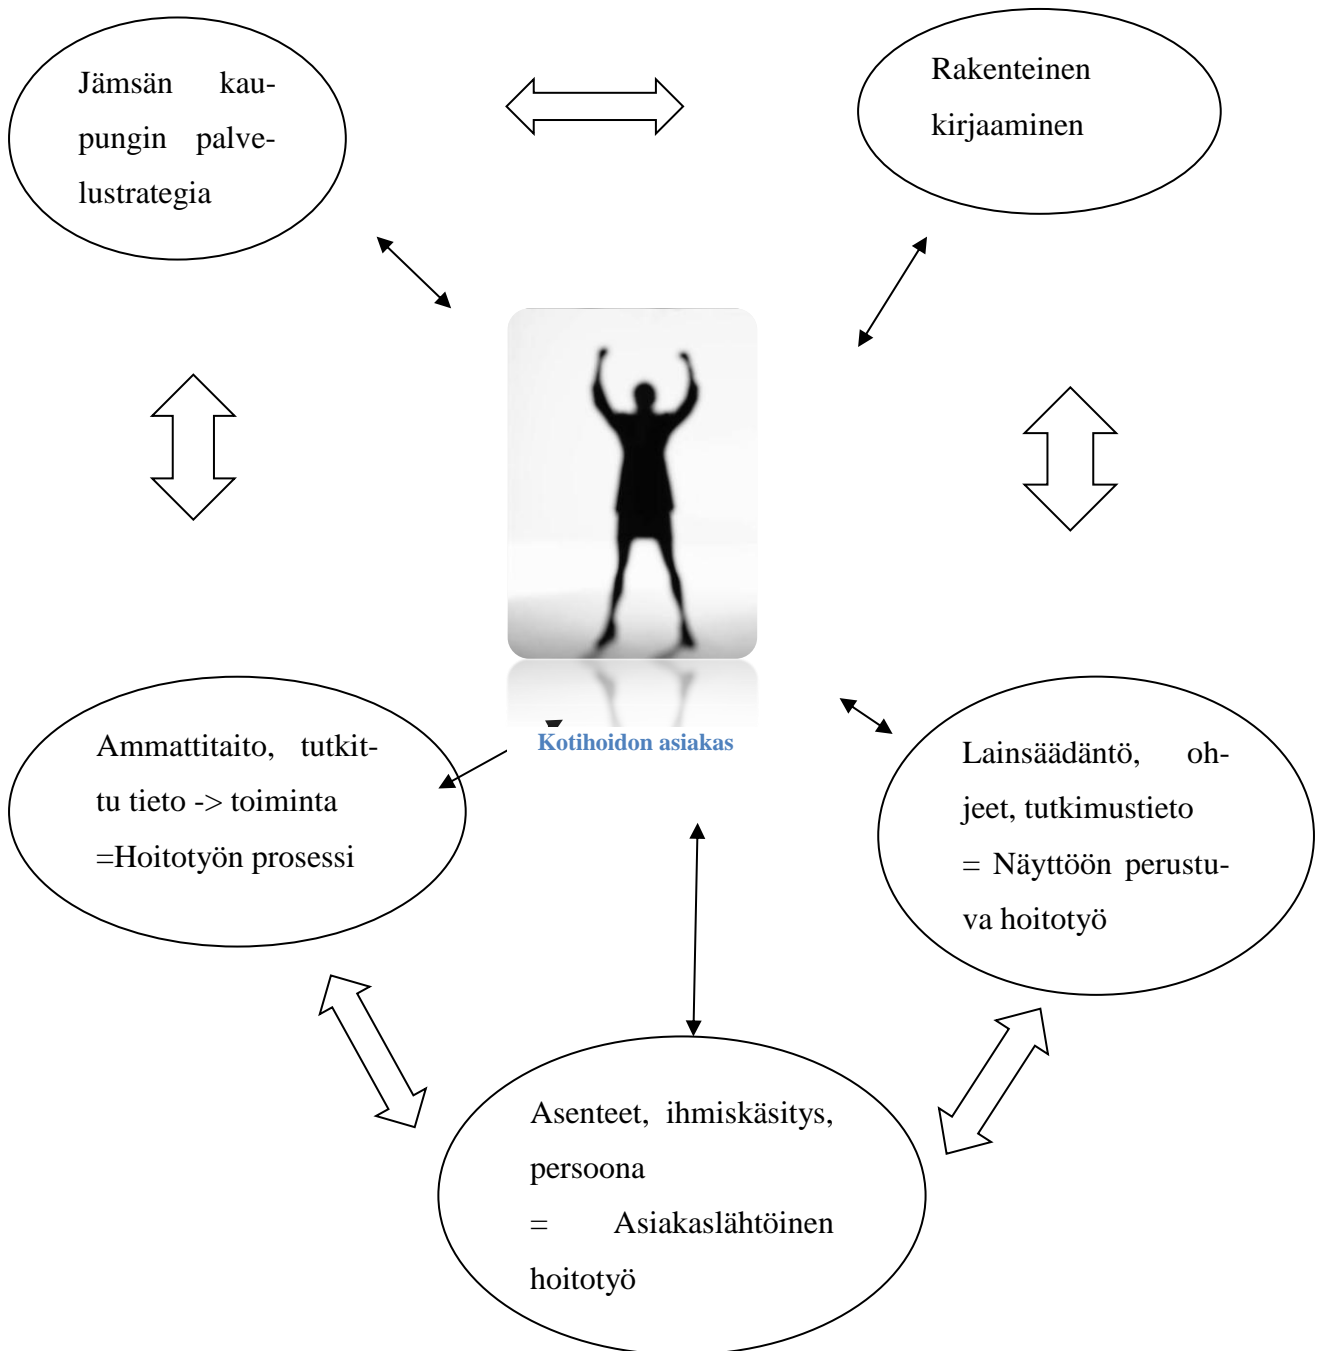 Jämsän kau-
pungin palve-
lustrategia
Rakenteinen
kirjaaminen
Kotihoidon asiakas
Ammattitaito, tutkit-
tu tieto -> toiminta
=Hoitotyön prosessi
Lainsäädäntö, oh-
jeet, tutkimustieto
= Näyttöön perustu-
va hoitotyö
Asenteet, ihmiskäsitys,
persoona
= Asiakaslähtöinen
hoitotyö